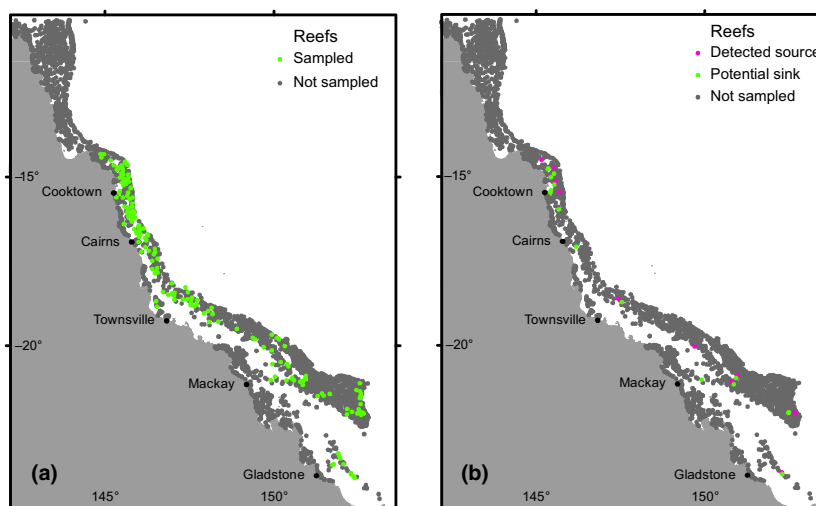 Reefs
Sampled
Not sampled
–15°
Cooktown
Cairns
Townsville
–20°
Mackay
Gladstone
(a)
145°
150°
Reefs
Detected source
Potential sink
Not sampled
–15°
Cooktown
Cairns
Townsville
–20°
Mackay
Gladstone
(b)
145°
150°